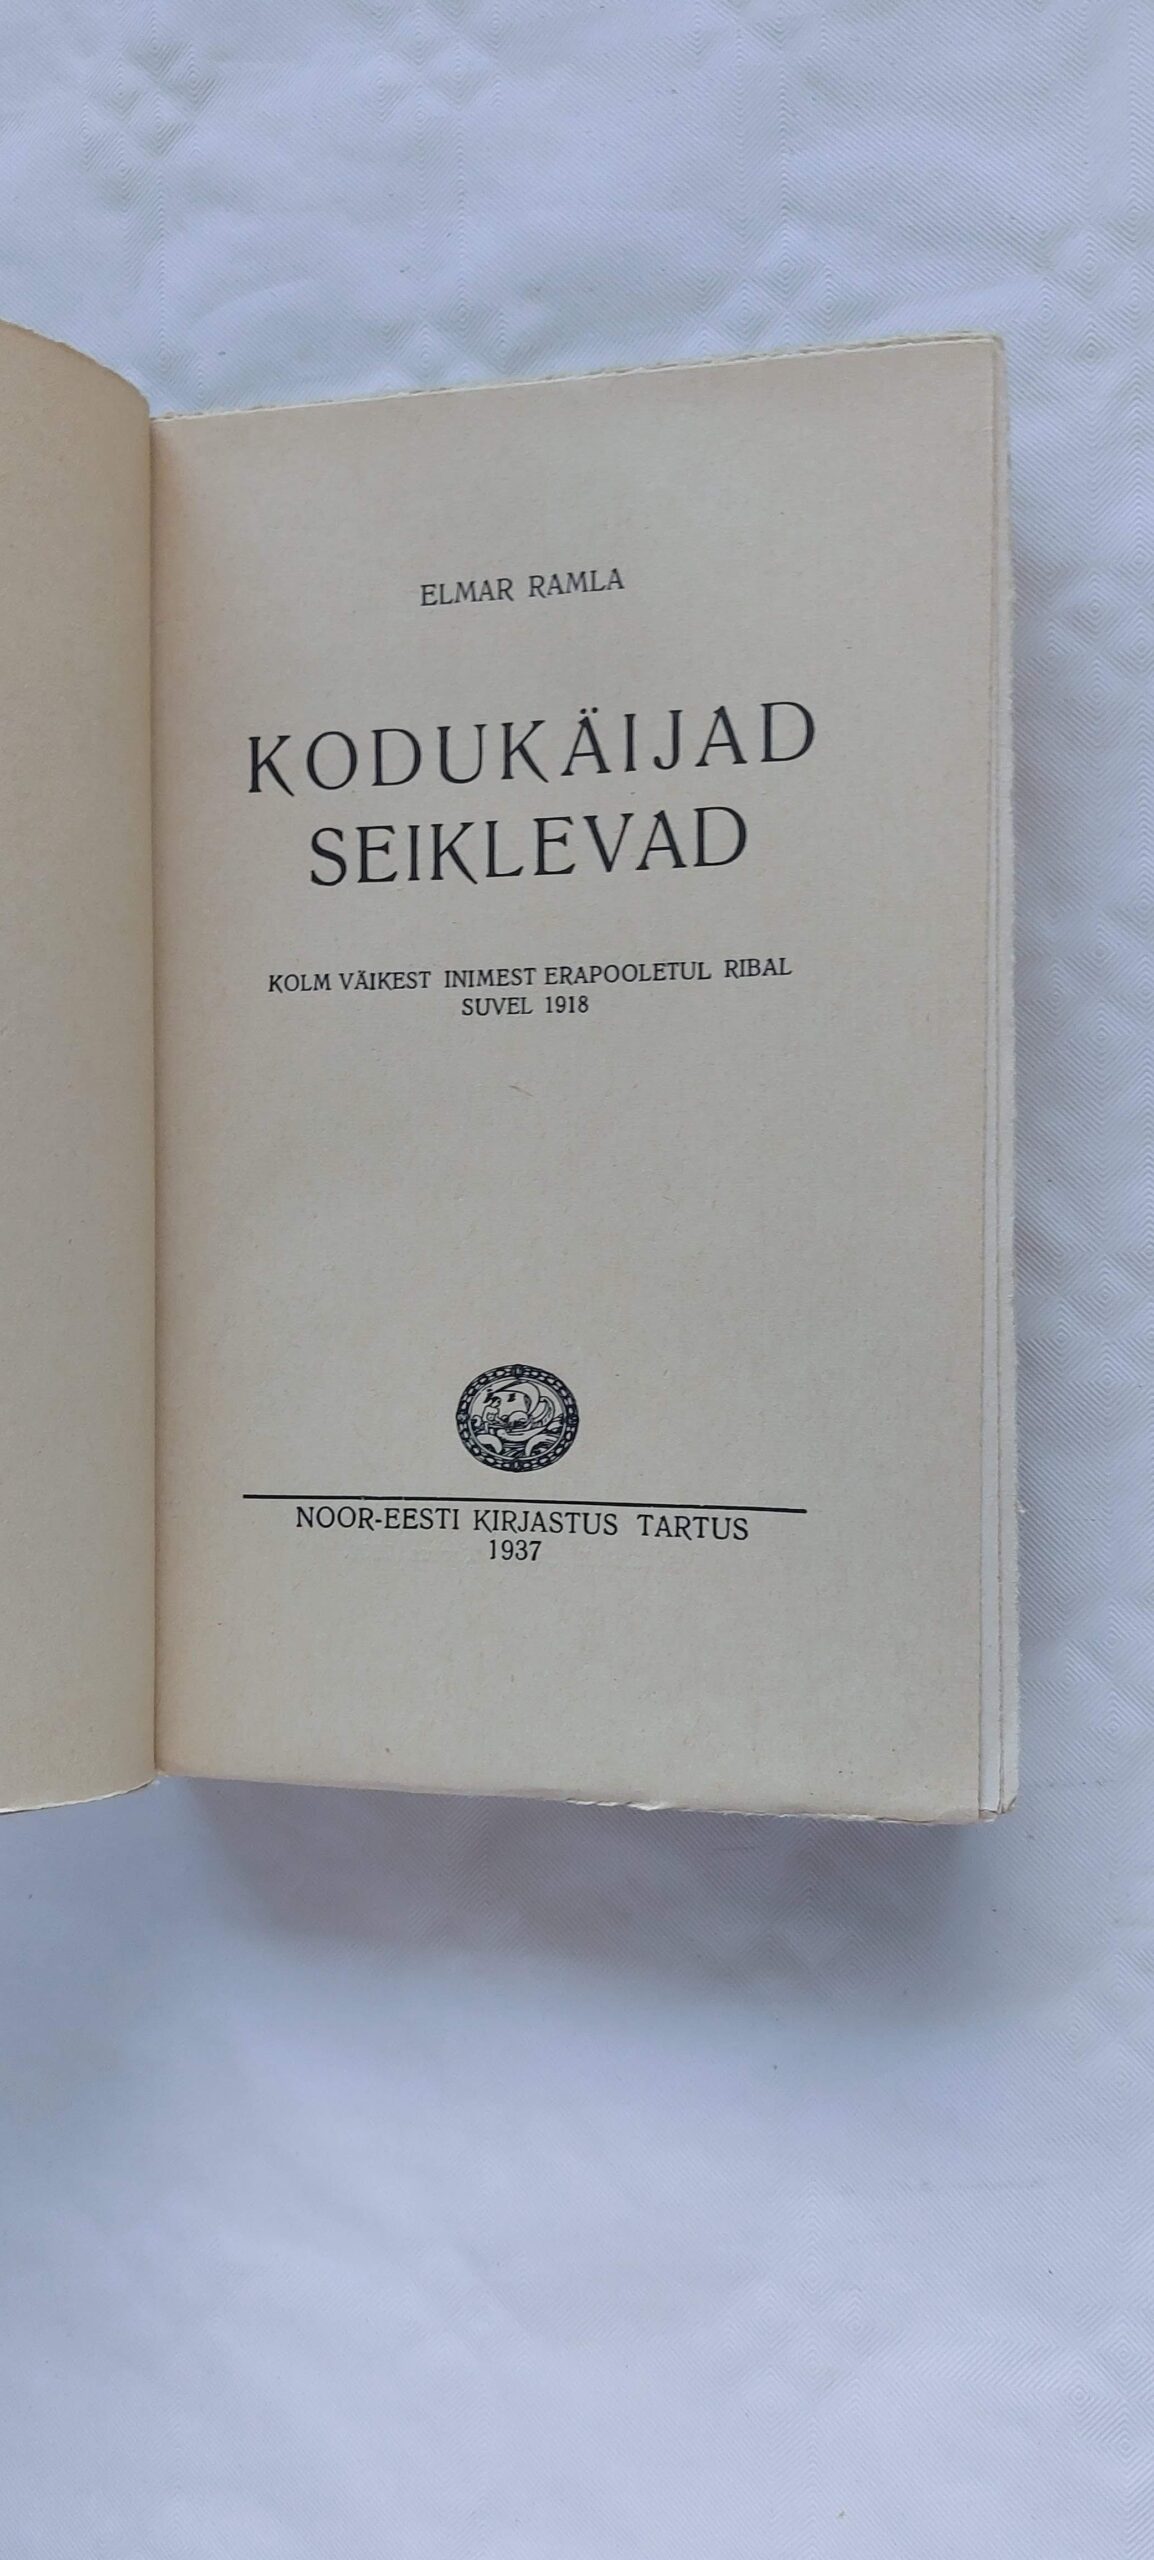 ELMAR RAMLA
KODUKÄIJAD
SEIKLEVAD
KOLM VÄIKEST INIMEST ERAPOOLETUL RIBAL
SUVEL 1918
NOOR-EESTI KIRJASTUS TARTUS
1937